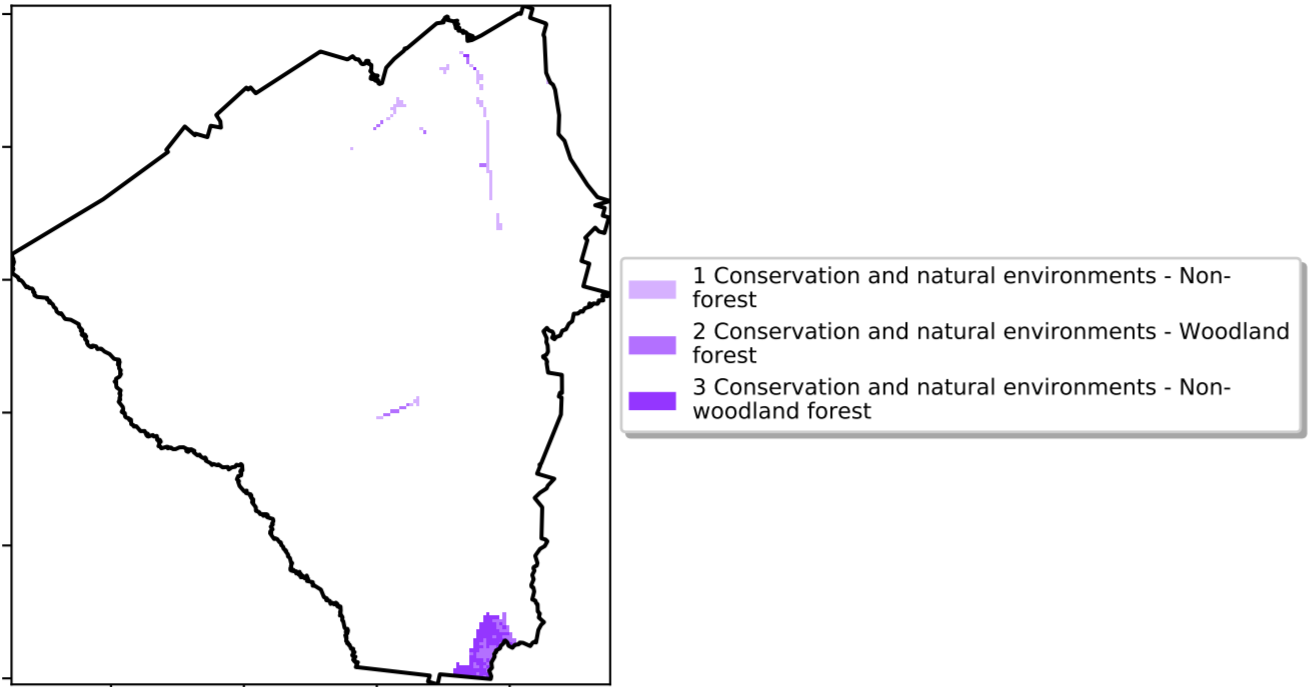 1 Conservation and natural environments - Non-
forest
2 Conservation and natural environments - Woodland
forest
3 Conservation and natural environments - Non-
woodland forest